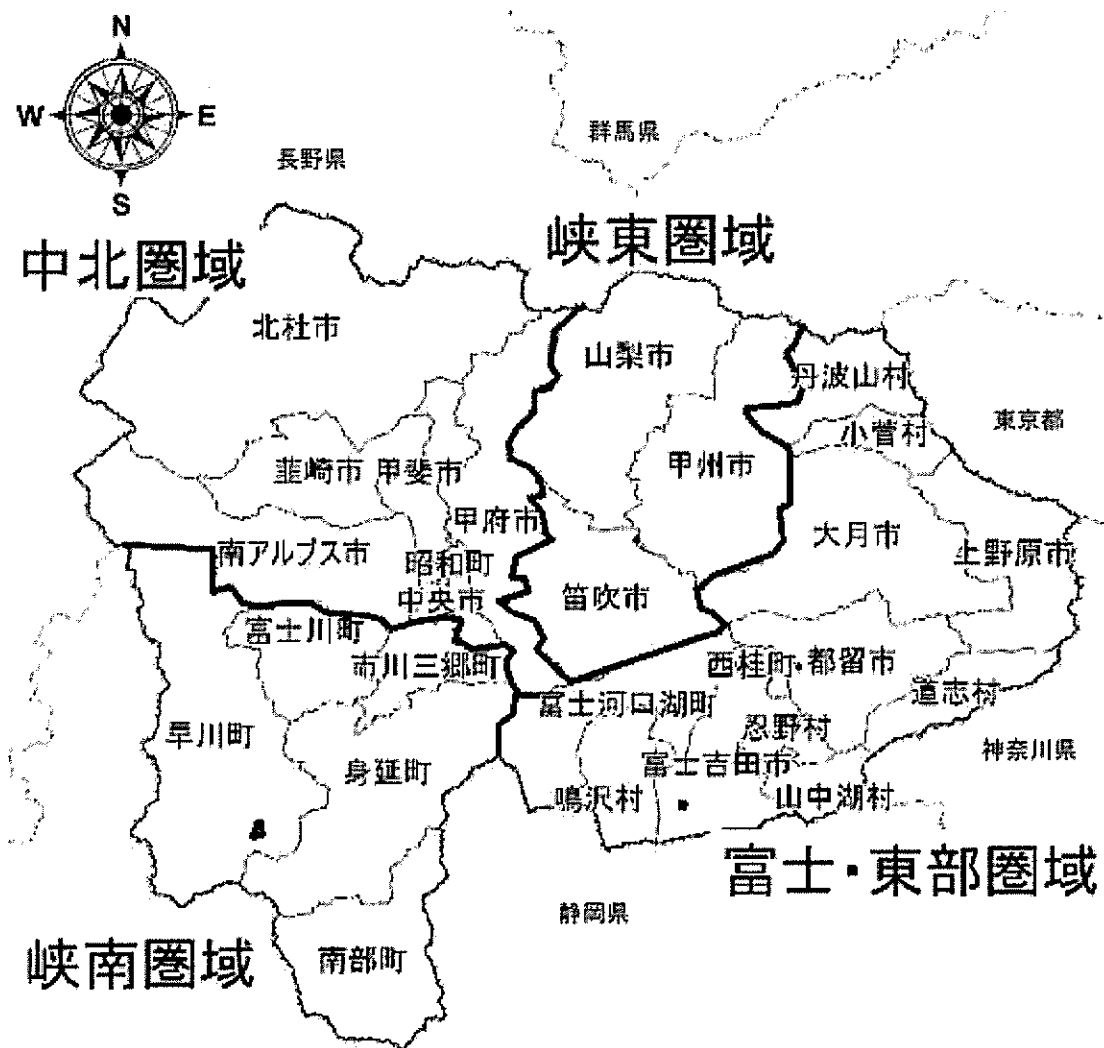 N
W
E
S
群馬県
長野県
峡東圏域
中北圏域
北杜市
山梨市
丹波山村
東京都
小菅村
韮崎市
甲斐市
甲州市
甲府市
大月市
南アルプス市
昭和町
上野原市
中央市
笛吹市
富士川町
市川三郷町
西桂町
都留市
道志村
富士河口湖町
早川町
忍野村
神奈川県
身延町
富士吉田市
鳴沢村
山中湖村
富士・東部圏域
静岡県
峡南圏域
南部町